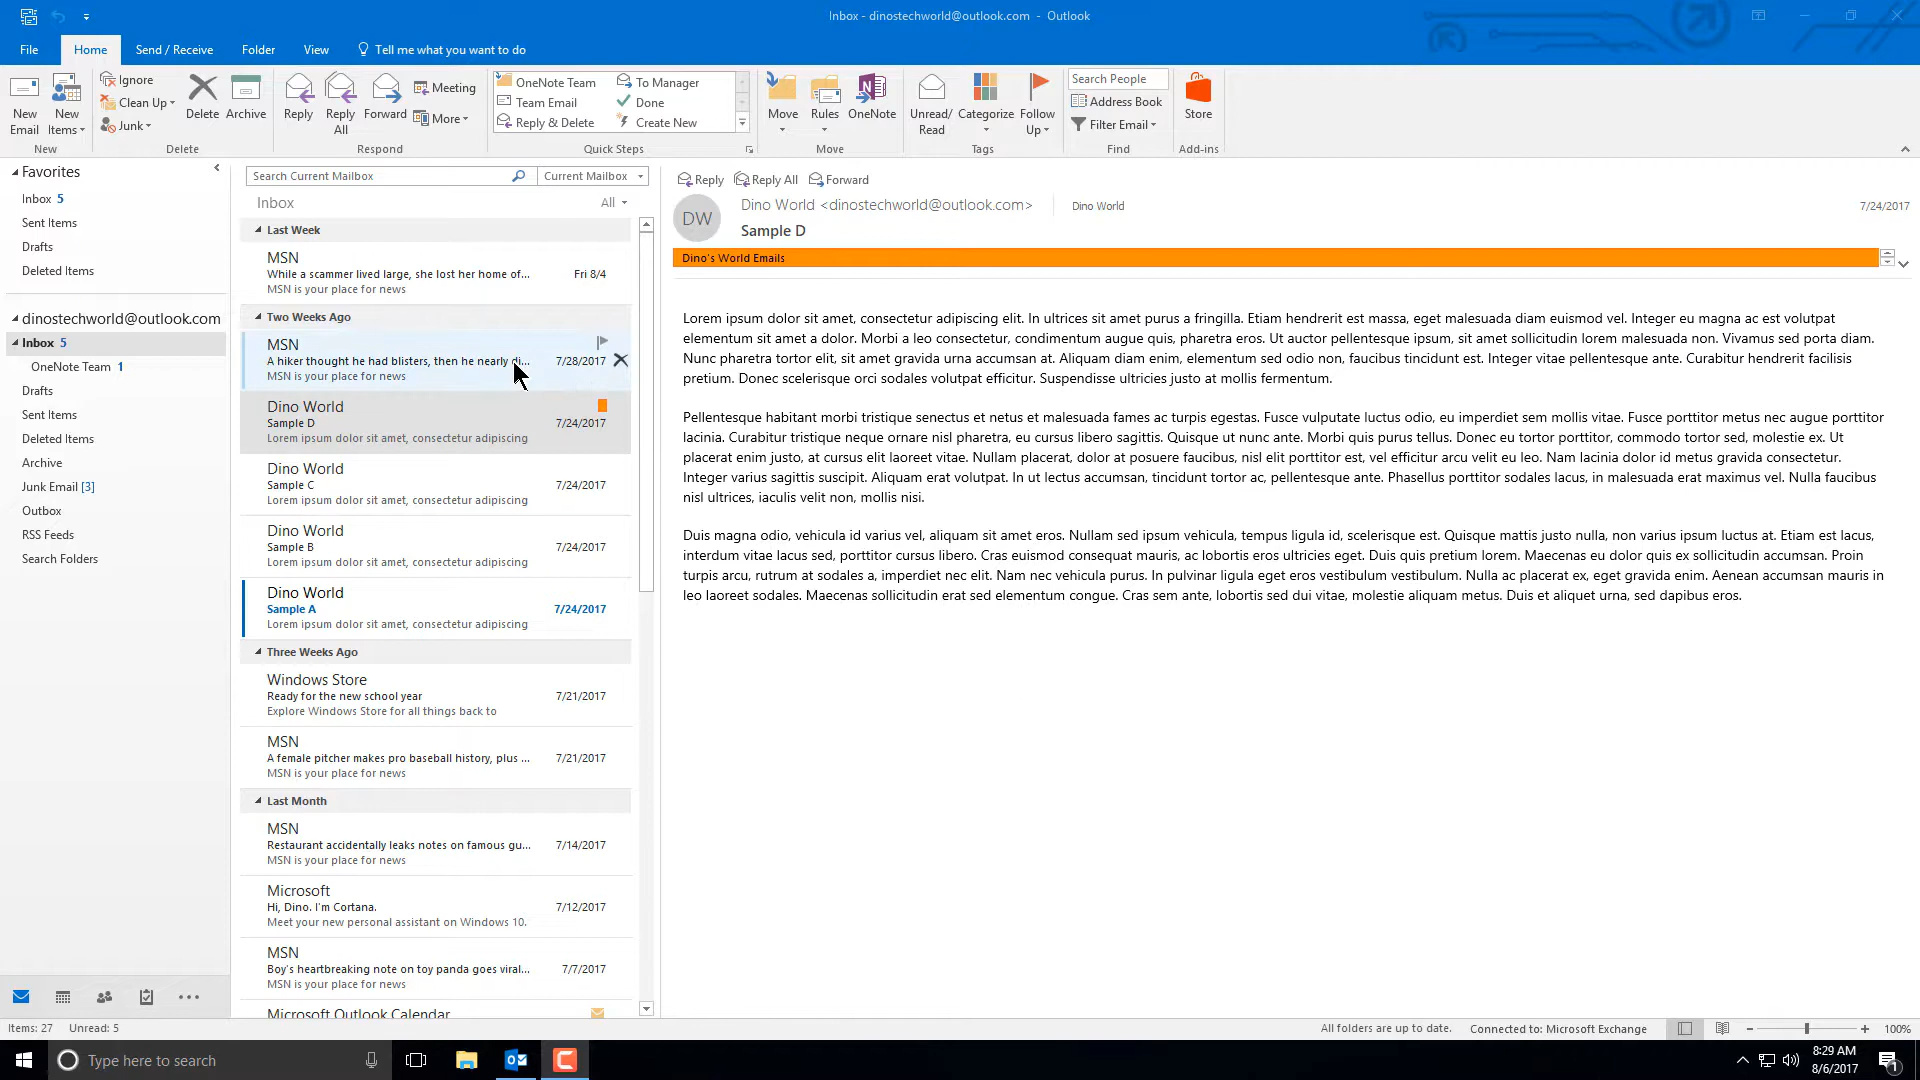 Inbox - dinostechworld@outlook.com - Outlook
File Home Send / Receive Folder View Tell me what you want to do
New Email
New Items
Ignore
Clean Up
Junk
Delete
Archive
Reply
Reply All
Forward
Meeting
More
OneNote Team
Team Email
Reply & Delete
To Manager
Done
Create New
Move
Rules
OneNote
Unread/ Read
Categorize
Follow Up
Search People
Address Book
Filter Email
Store
New Delete Respond Quick Steps Move Tags Find Add-ins
Favorites
Inbox 5
Sent Items
Drafts
Deleted Items
dinostechworld@outlook.com
Inbox 5
OneNote Team 1
Drafts
Sent Items
Deleted Items
Archive
Junk Email [3]
Outbox
RSS Feeds
Search Folders
Search Current Mailbox Current Mailbox
Inbox All
Last Week
MSN
While a scammer lived large, she lost her home of... Fri 8/4
MSN is your place for news
Two Weeks Ago
MSN
A hiker thought he had blisters, then he nearly di... 7/28/2017
MSN is your place for news
Dino World
Sample D 7/24/2017
Lorem ipsum dolor sit amet, consectetur adipiscing
Dino World
Sample C 7/24/2017
Lorem ipsum dolor sit amet, consectetur adipiscing
Dino World
Sample B 7/24/2017
Lorem ipsum dolor sit amet, consectetur adipiscing
Dino World
Sample A 7/24/2017
Lorem ipsum dolor sit amet, consectetur adipiscing
Three Weeks Ago
Windows Store
Ready for the new school year 7/21/2017
Explore Windows Store for all things back to
MSN
A female pitcher makes pro baseball history, plus ... 7/21/2017
MSN is your place for news
Last Month
MSN
Restaurant accidentally leaks notes on famous gu... 7/14/2017
MSN is your place for news
Microsoft
Hi, Dino. I'm Cortana. 7/12/2017
Meet your new personal assistant on Windows 10.
MSN
Boy's heartbreaking note on toy panda goes viral... 7/7/2017
MSN is your place for news
Microsoft Outlook Calendar
Reply Reply All Forward
DW
Dino World <dinostechworld@outlook.com> Dino World 7/24/2017
Sample D
Dino's World Emails
Lorem ipsum dolor sit amet, consectetur adipiscing elit. In ultrices sit amet purus a fringilla. Etiam hendrerit est massa, eget malesuada diam euismod vel. Integer eu magna ac est volutpat
elementum sit amet a dolor. Morbi a leo consectetur, condimentum augue quis, pharetra eros. Ut auctor pellentesque ipsum, sit amet sollicitudin lorem malesuada non. Vivamus sed porta diam.
Nunc pharetra tortor elit, sit amet gravida urna accumsan at. Aliquam diam enim, elementum sed odio non, faucibus tincidunt est. Integer vitae pellentesque ante. Curabitur hendrerit facilisis
pretium. Donec scelerisque orci sodales volutpat efficitur. Suspendisse ultricies justo at mollis fermentum.
Pellentesque habitant morbi tristique senectus et netus et malesuada fames ac turpis egestas. Fusce vulputate luctus odio, eu imperdiet sem mollis vitae. Fusce porttitor metus nec augue porttitor
lacinia. Curabitur tristique neque ornare nisl pharetra, eu cursus libero sagittis. Quisque ut nunc ante. Morbi quis purus tellus. Donec eu tortor porttitor, commodo tortor sed, molestie ex. Ut
placerat enim justo, at cursus elit laoreet vitae. Nullam placerat, dolor at posuere faucibus, nisl elit porttitor est, vel efficitur arcu velit eu leo. Nam lacinia dolor id metus gravida consectetur.
Integer varius sagittis suscipit. Aliquam erat volutpat. In ut lectus accumsan, tincidunt tortor ac, pellentesque ante. Phasellus porttitor sodales lacus, in malesuada erat maximus vel. Nulla faucibus
nisl ultrices, iaculis velit non, mollis nisi.
Duis magna odio, vehicula id varius vel, aliquam sit amet eros. Nullam sed ipsum vehicula, tempus ligula id, scelerisque est. Quisque mattis justo nulla, non varius ipsum luctus at. Etiam est lacus,
interdum vitae lacus sed, porttitor cursus libero. Cras euismod consequat mauris, ac lobortis eros ultricies eget. Duis quis pretium lorem. Maecenas eu dolor quis ex sollicitudin accumsan. Proin
turpis arcu, rutrum at sodales a, imperdiet nec elit. Nam nec vehicula purus. In pulvinar ligula eget eros vestibulum vestibulum. Nulla ac placerat ex, eget gravida enim. Aenean accumsan mauris in
leo laoreet sodales. Maecenas sollicitudin erat sed elementum congue. Cras sem ante, lobortis sed dui vitae, molestie aliquam metus. Duis et aliquet urna, sed dapibus eros.
Items: 27 Unread: 5 All folders are up to date. Connected to: Microsoft Exchange 100%
Type here to search
8:29 AM
8/6/2017
1